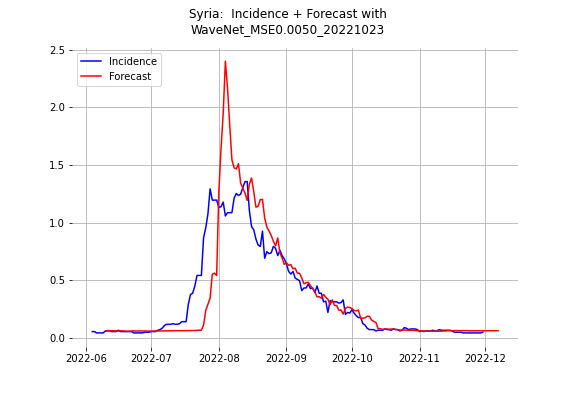 Syria:  Incidence + Forecast with
WaveNet_MSE0.0050_20221023
Incidence
Forecast
2.5
2.0
1.5
1.0
0.5
0.0
2022-06 2022-07 2022-08 2022-09 2022-10 2022-11 2022-12